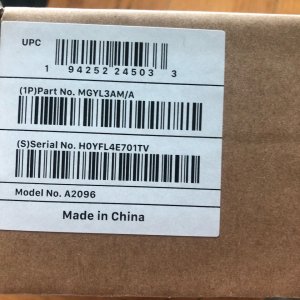 UPC
1 94252 24503 3
(1P)Part No. MGYL3AM/A
(S)Serial No. H0YFL4E701TV
Model No. A2096
Made in China